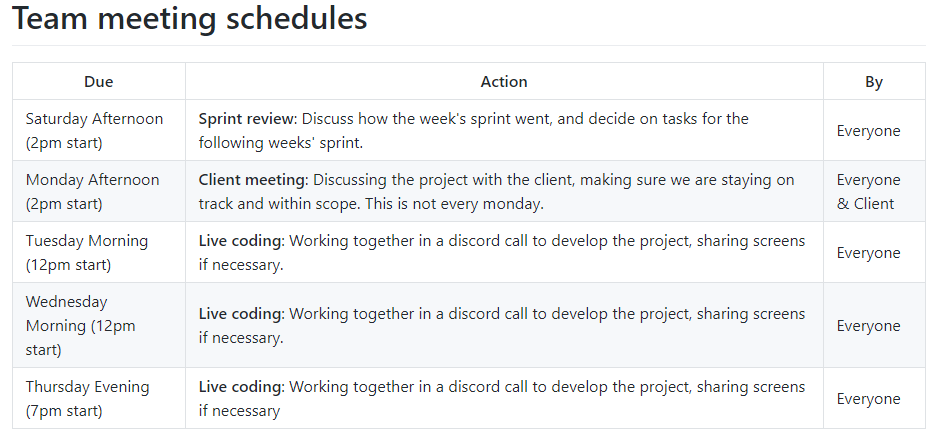 Team meeting schedules
Due Action By
Saturday Afternoon
(2pm start)
Sprint review: Discuss how the week's sprint went, and decide on tasks for the
following weeks' sprint.
Everyone
Monday Afternoon
(2pm start)
Client meeting: Discussing the project with the client, making sure we are staying on
track and within scope. This is not every monday.
Everyone
& Client
Tuesday Morning
(12pm start)
Live coding: Working together in a discord call to develop the project, sharing screens
if necessary.
Everyone
Wednesday
Morning (12pm
start)
Live coding: Working together in a discord call to develop the project, sharing screens
if necessary.
Everyone
Thursday Evening
(7pm start)
Live coding: Working together in a discord call to develop the project, sharing screens
if necessary
Everyone